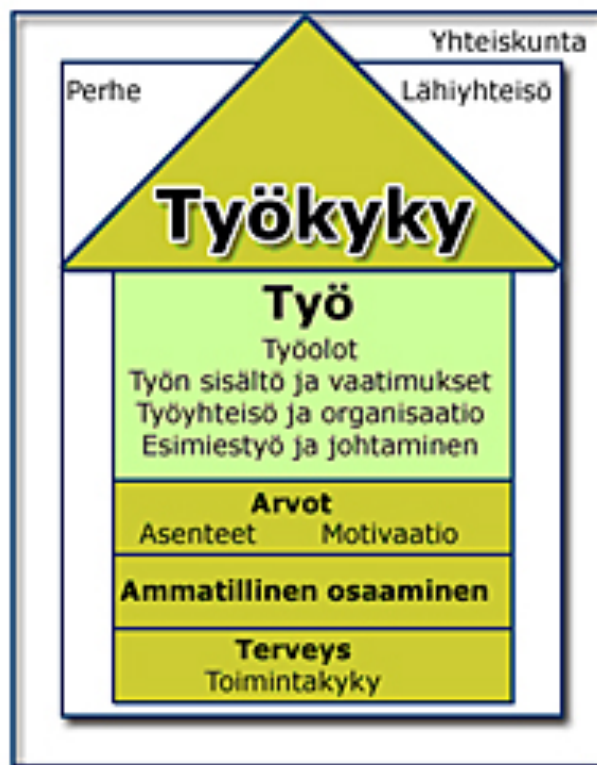 Yhteiskunta
Perhe Lähiyhteisö
Työkyky
Työ
Työolot
Työn sisältö ja vaatimukset
Työyhteisö ja organisaatio
Esimiestyö ja johtaminen
Arvot
Asenteet Motivaatio
Ammatillinen osaaminen
Terveys
Toimintakyky